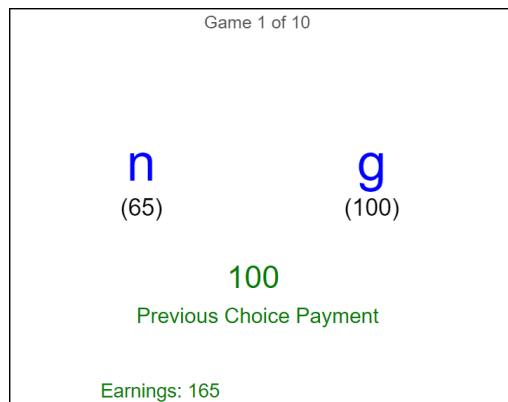 Game 1 of 10
n g
(65) (100)
100
Previous Choice Payment
Earnings: 165